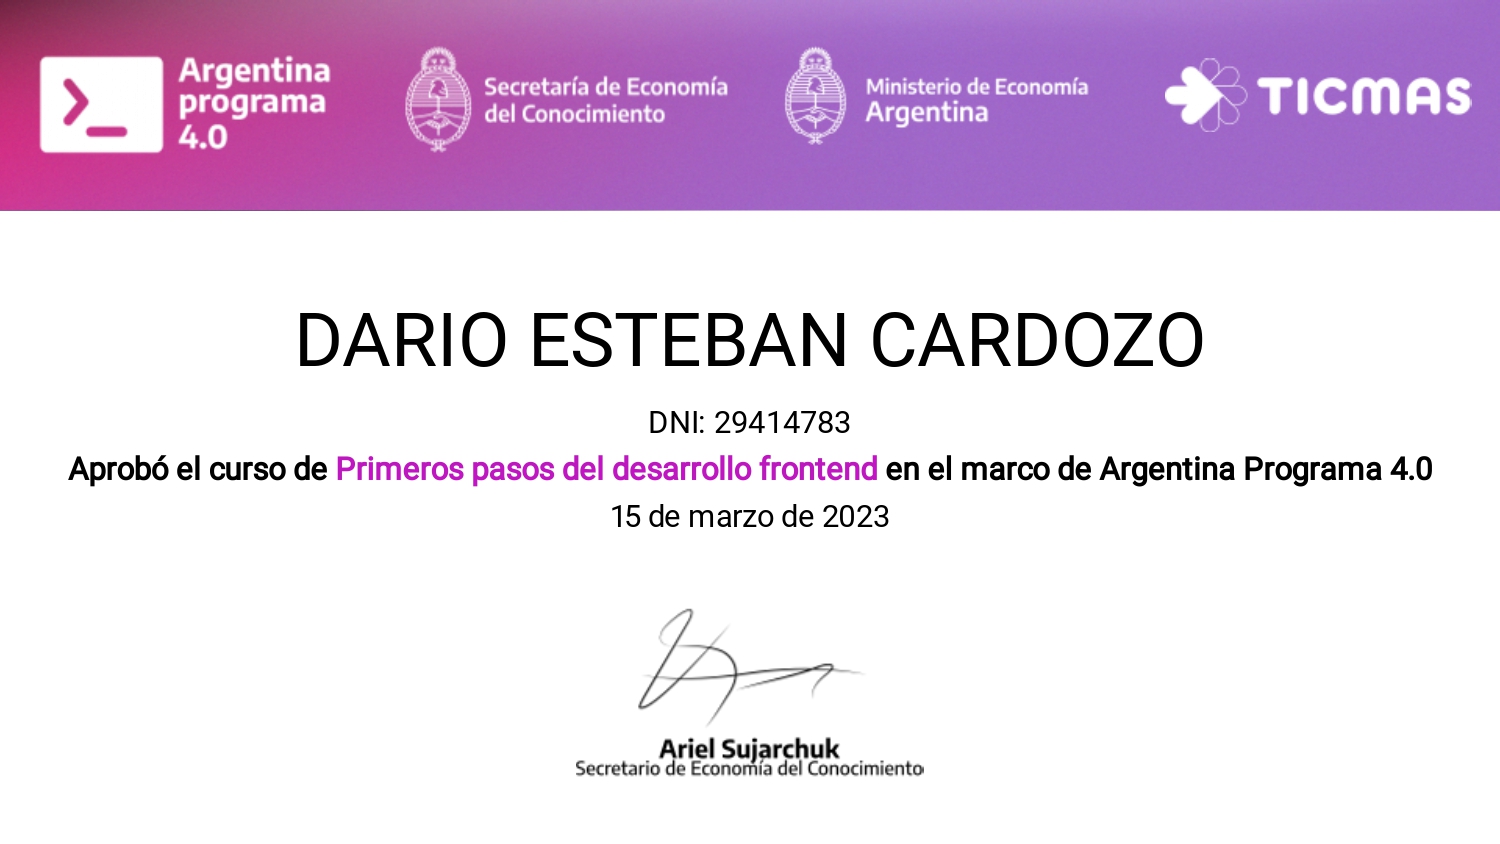 Argentina
programa
4.0
Secretaría de Economía
del Conocimiento
Ministerio de Economía
Argentina
TICMAS
DARIO ESTEBAN CARDOZO
DNI: 29414783
Aprobó el curso de Primeros pasos del desarrollo frontend en el marco de Argentina Programa 4.0
15 de marzo de 2023
Ariel Sujarchuk
Secretario de Economía del Conocimiento